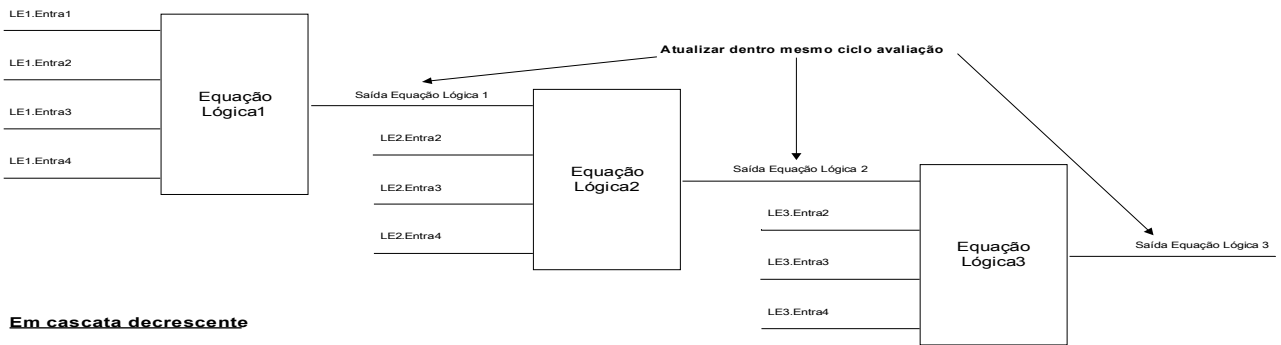 LE1.Entra1
LE1.Entra2
LE1.Entra3
LE1.Entra4
Equação
Lógica1
Atualizar dentro mesmo ciclo avaliação
Saída Equação Lógica 1
LE2.Entra2
LE2.Entra3
LE2.Entra4
Equação
Lógica2
Saída Equação Lógica 2
LE3.Entra2
LE3.Entra3
LE3.Entra4
Equação
Lógica3
Saída Equação Lógica 3
Em cascata decrescente